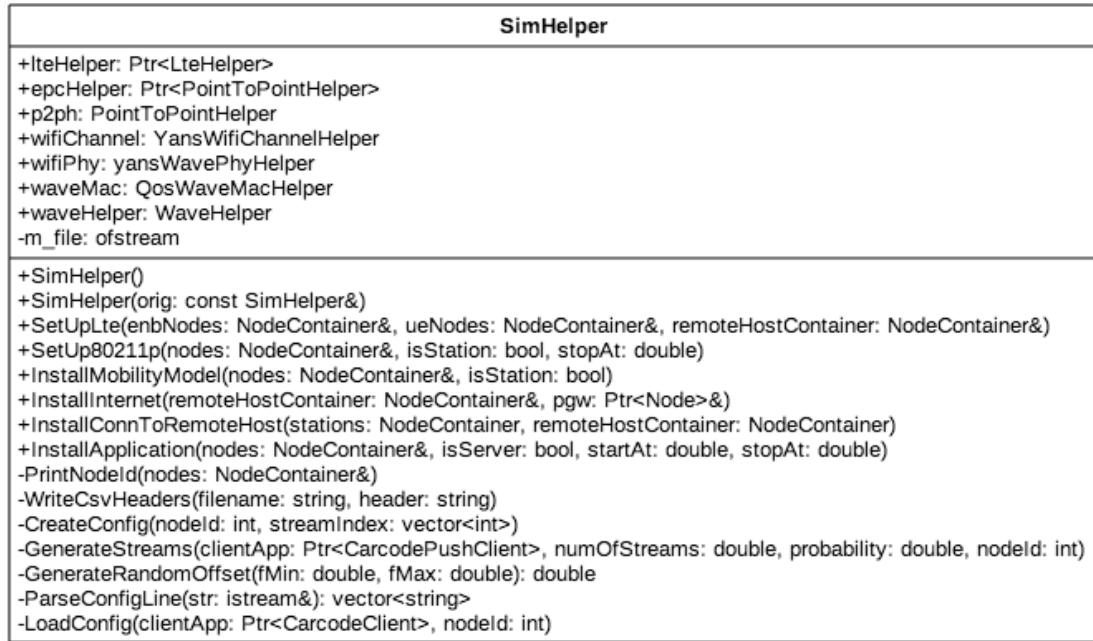 SimHelper
+lteHelper: Ptr<LteHelper>
+epcHelper: Ptr<PointToPointHelper>
+p2ph: PointToPointHelper
+wifiChannel: YansWifiChannelHelper
+wifiPhy: yansWavePhyHelper
+waveMac: QosWaveMacHelper
+waveHelper: WaveHelper
-m_file: ofstream
+SimHelper()
+SimHelper(orig: const SimHelper&)
+SetUpLte(enbNodes: NodeContainer&, ueNodes: NodeContainer&, remoteHostContainer: NodeContainer&)
+SetUp80211p(nodes: NodeContainer&, isStation: bool, stopAt: double)
+InstallMobilityModel(nodes: NodeContainer&, isStation: bool)
+InstallInternet(remoteHostContainer: NodeContainer&, pgw: Ptr<Node>&)
+InstallConnToRemoteHost(stations: NodeContainer, remoteHostContainer: NodeContainer)
+InstallApplication(nodes: NodeContainer&, isServer: bool, startAt: double, stopAt: double)
-PrintNodeId(nodes: NodeContainer&)
-WriteCsvHeaders(filename: string, header: string)
-CreateConfig(nodeId: int, streamIndex: vector<int>)
-GenerateStreams(clientApp: Ptr<CarcodePushClient>, numOfStreams: double, probability: double, nodeId: int)
-GenerateRandomOffset(fMin: double, fMax: double): double
-ParseConfigLine(str: istream&): vector<string>
-LoadConfig(clientApp: Ptr<CarcodeClient>, nodeId: int)